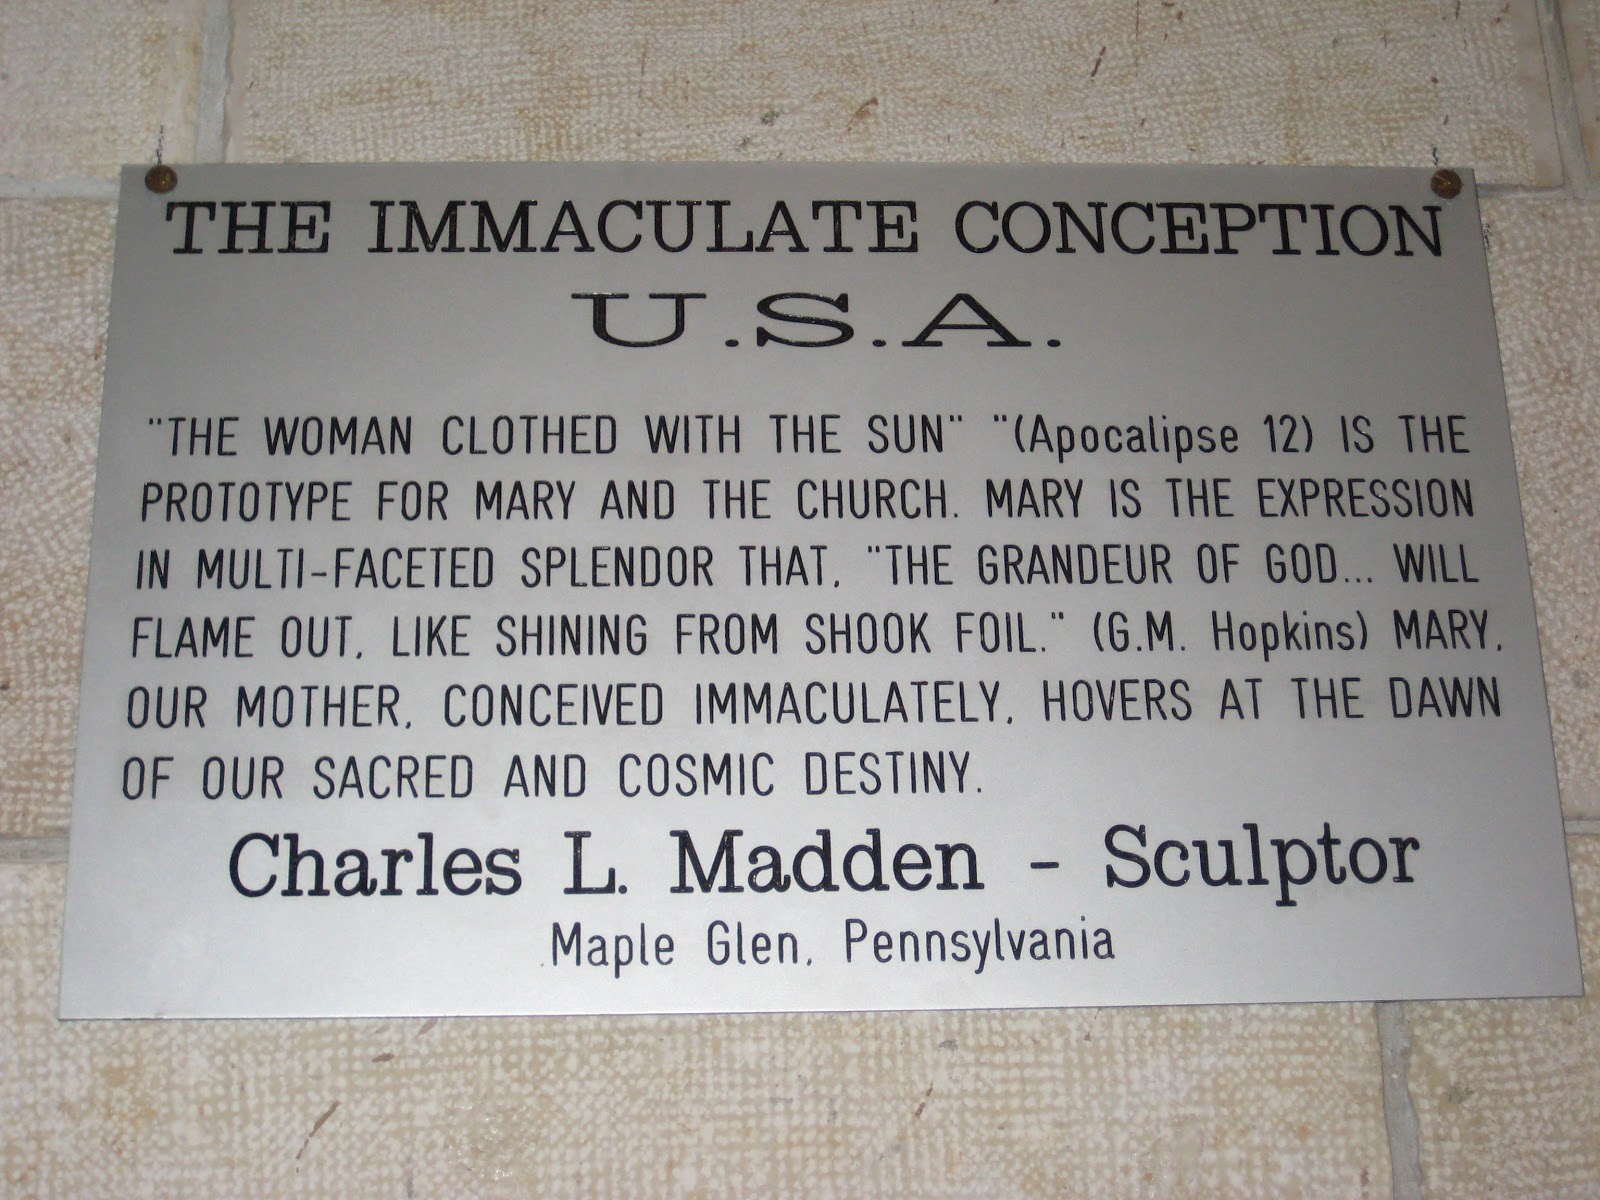 THE IMMACULATE CONCEPTION
U.S.A.
"THE WOMAN CLOTHED WITH THE SUN" "(Apocalipse 12) IS THE
PROTOTYPE FOR MARY AND THE CHURCH. MARY IS THE EXPRESSION
IN MULTI-FACETED SPLENDOR THAT, "THE GRANDEUR OF GOD... WILL
FLAME OUT, LIKE SHINING FROM SHOOK FOIL." (G.M. Hopkins) MARY,
OUR MOTHER, CONCEIVED IMMACULATELY, HOVERS AT THE DAWN
OF OUR SACRED AND COSMIC DESTINY.
Charles L. Madden - Sculptor
Maple Glen, Pennsylvania